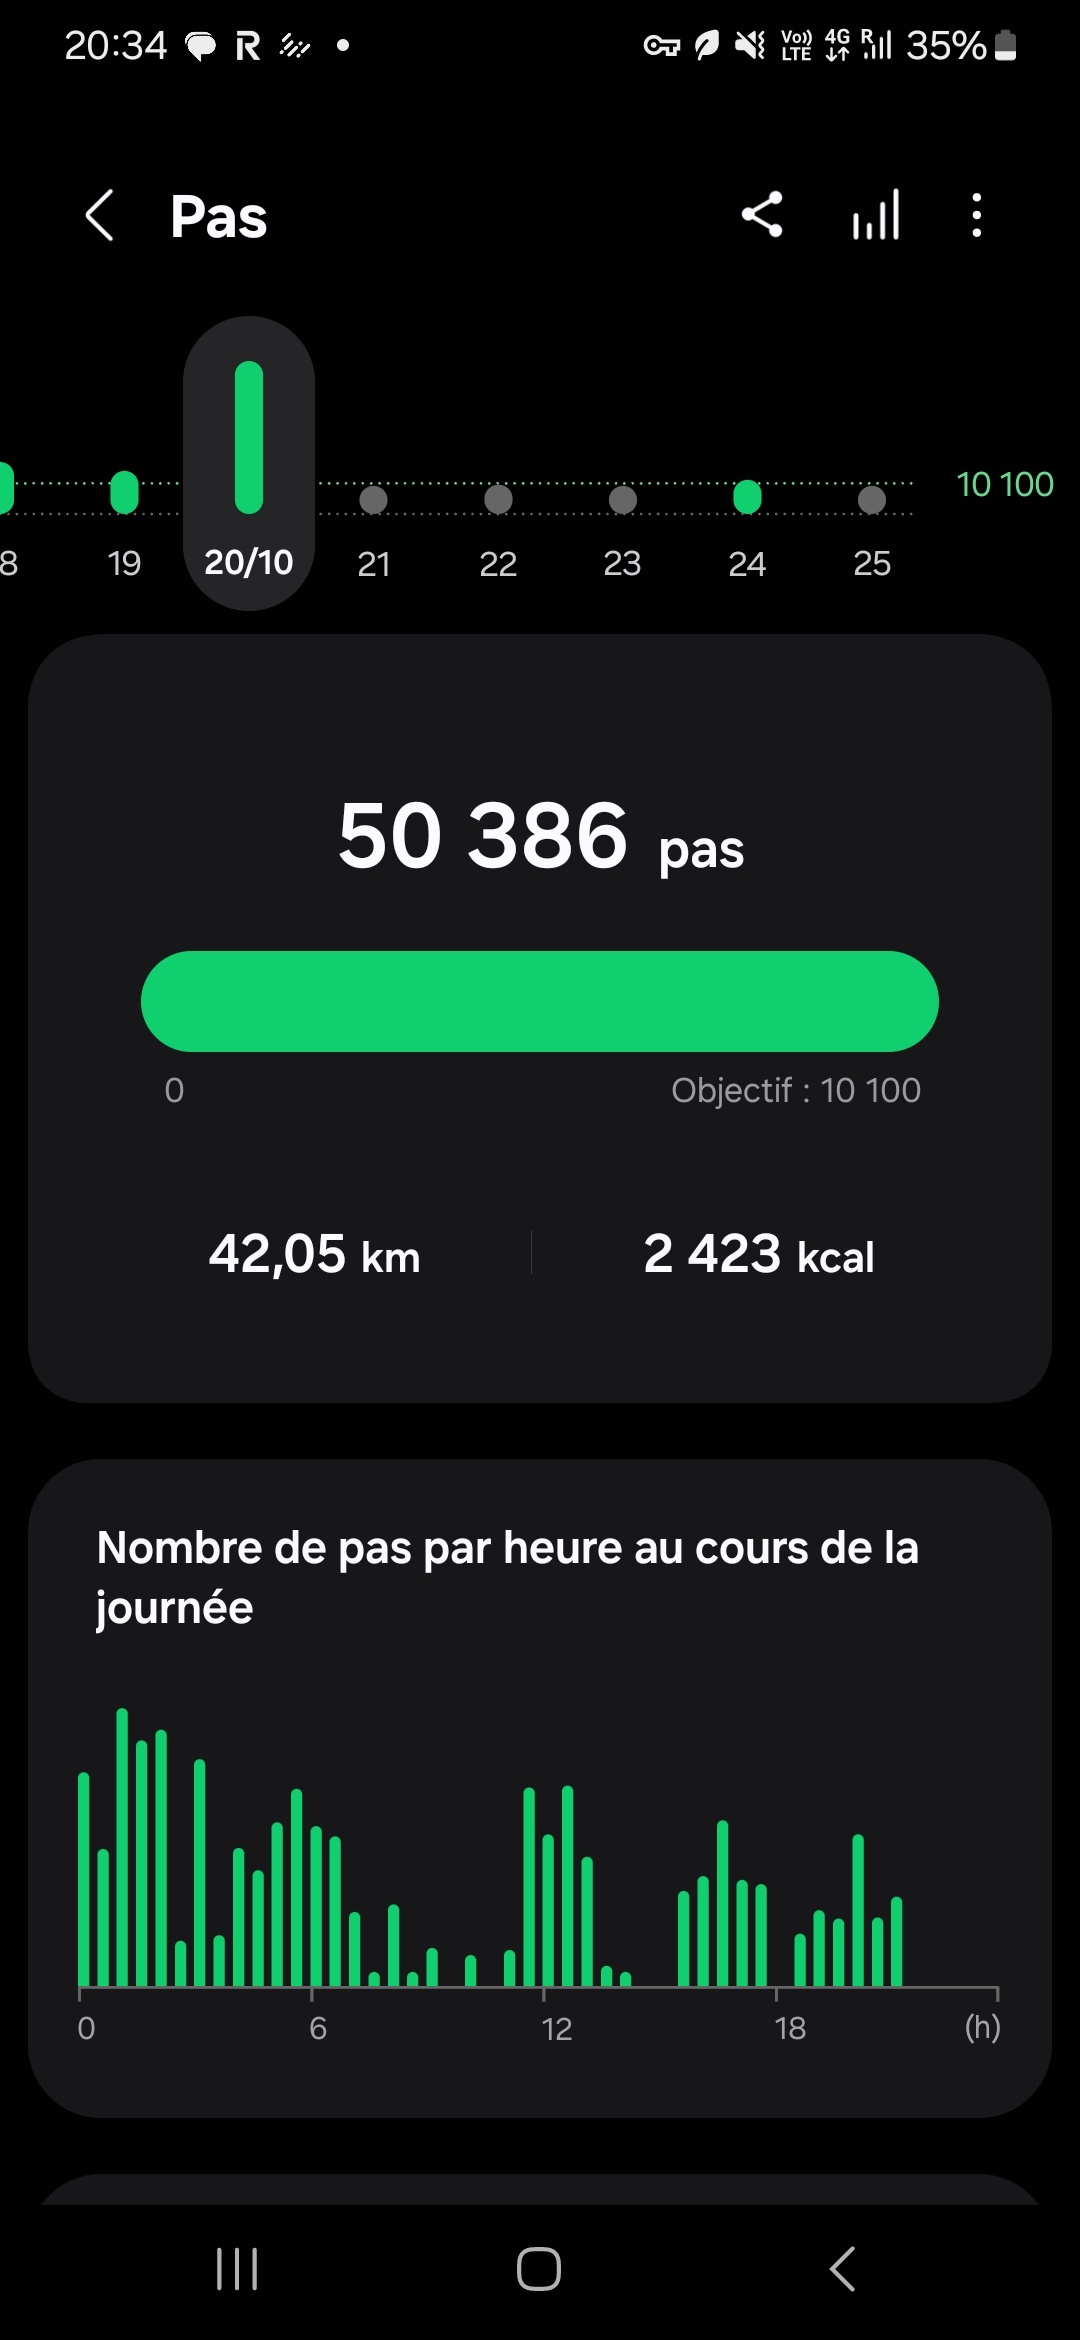 20:34 R Vo)) LTE 4G R 35%
Pas
10 100
8 19 20/10 21 22 23 24 25
50 386 pas
0 Objectif : 10 100
42,05 km 2 423 kcal
Nombre de pas par heure au cours de la
journée
0 6 12 18 (h)